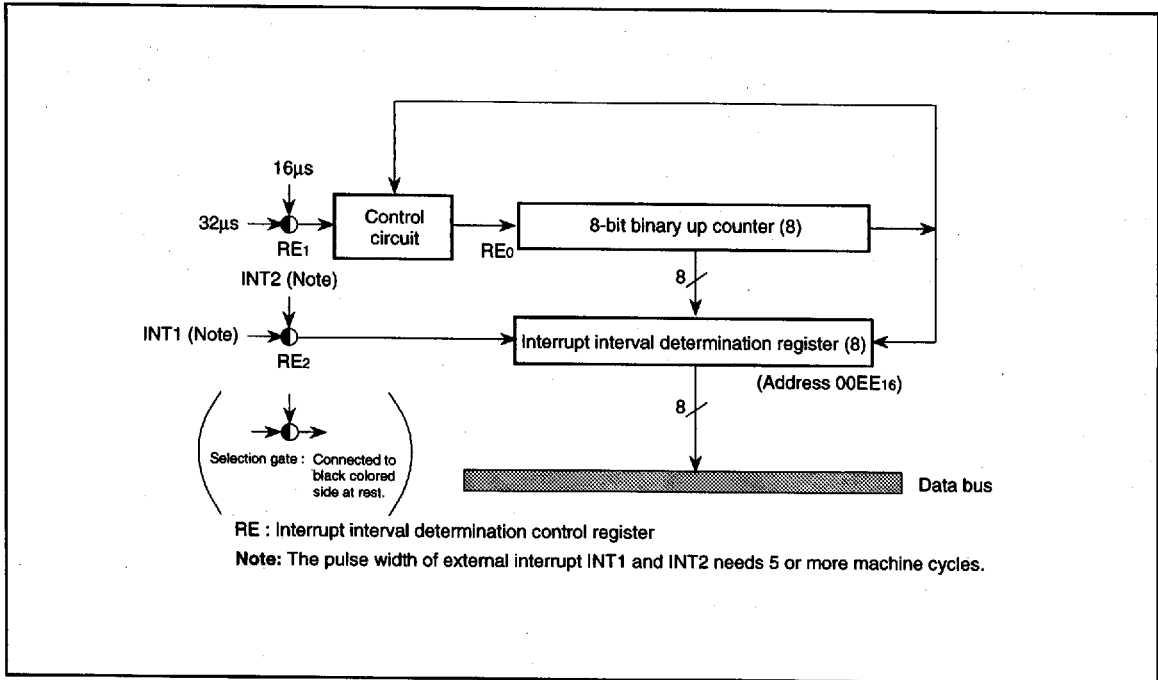 16µs
32µs
RE1
Control
circuit
RE0
8-bit binary up counter (8)
8
INT2 (Note)
INT1 (Note)
RE2
Interrupt interval determination register (8)
(Address 00EE16)
8
Selection gate : Connected to
black colored
side at rest.
Data bus
RE : Interrupt interval determination control register
Note: The pulse width of external interrupt INT1 and INT2 needs 5 or more machine cycles.